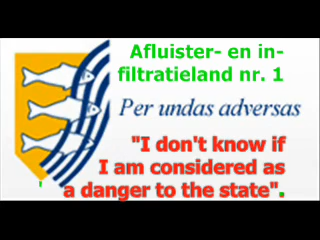 Afluister- en in-
filtratieland nr. 1
Per undas adversas
"I don't know if
I am considered as
a danger to the state".